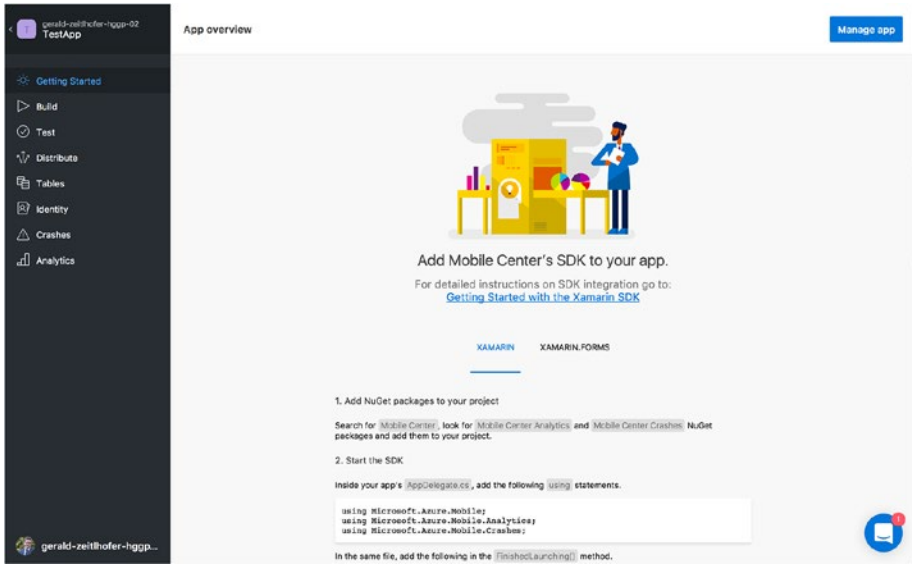 gerald-zeitlhofer-hggp-02
TestApp
App overview
Manage app
Getting Started
Build
Test
Distribute
Tables
Identity
Crashes
Analytics
gerald-zeitlhofer-hggp...
Add Mobile Center's SDK to your app.
For detailed instructions on SDK integration go to:
Getting Started with the Xamarin SDK
XAMARIN XAMARIN.FORMS
1. Add NuGet packages to your project
Search for Mobile Center, look for Mobile Center Analytics and Mobile Center Crashes NuGet
packages and add them to your project.
2. Start the SDK
Inside your app's AppDelegate.cs, add the following using statements.
using Microsoft.Azure.Mobile;
using Microsoft.Azure.Mobile.Analytics;
using Microsoft.Azure.Mobile.Crashes;
In the same file, add the following in the FinishedLaunching() method.
1